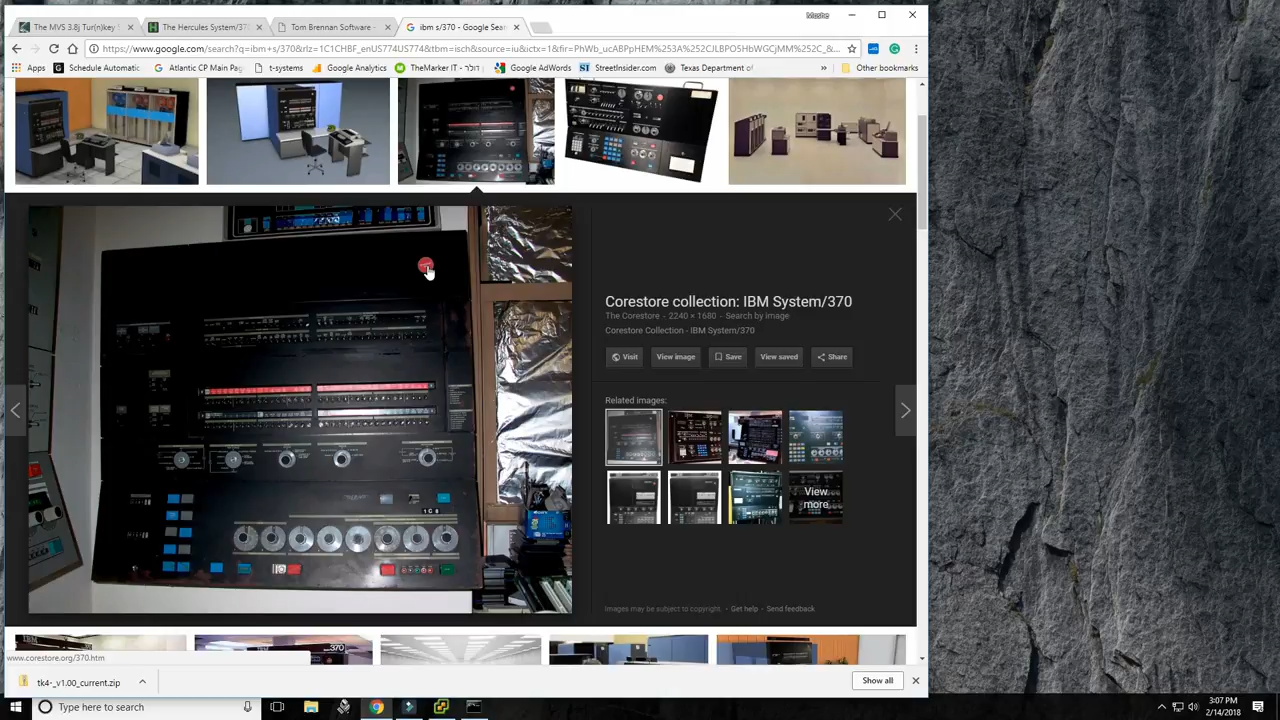 Moshe
The MVS 3.8j Tur(n)key
The Hercules System/370
Tom Brennan Software -
ibm s/370 - Google Sear
https://www.google.com/search?q=ibm+s/370&rlz=1C1CHBF_enUS774US774&tbm=isch&source=iu&ictx=1&fir=PhWb_ucABPpHEM%253A%252CJLBPO5HbWGCjMM%252C_&...
Apps
Schedule Automatic
Atlantic CP Main Pag
t-systems
Google Analytics
TheMarker IT - דולר
Google AdWords
StreetInsider.com
Texas Department of
»
Other bookmarks
Corestore collection: IBM System/370
The Corestore - 2240 × 1680 - Search by image
Corestore Collection - IBM System/370
Visit
View image
Save
View saved
Share
Related images:
View more
Images may be subject to copyright. - Get help - Send feedback
IBM
370
www.corestore.org/370.htm
tk4-_v1.00_current.zip
Show all
Type here to search
3:07 PM
2/14/2018